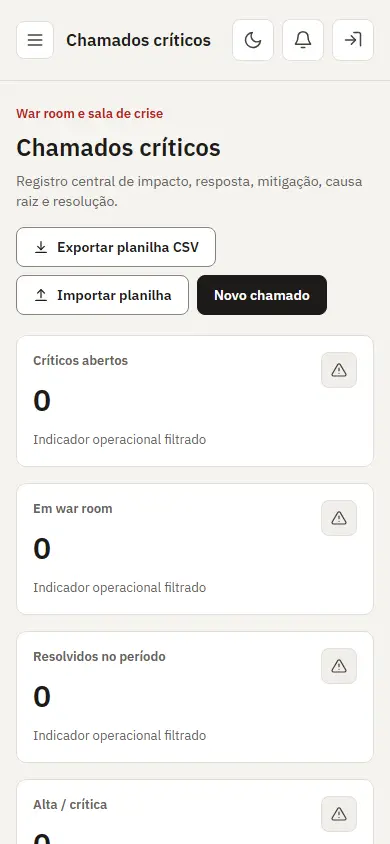 Chamados críticos
War room e sala de crise
Chamados críticos
Registro central de impacto, resposta, mitigação, causa
raiz e resolução.
Exportar planilha CSV
Importar planilha
Novo chamado
Críticos abertos
0
Indicador operacional filtrado
Em war room
0
Indicador operacional filtrado
Resolvidos no período
0
Indicador operacional filtrado
Alta / crítica
0